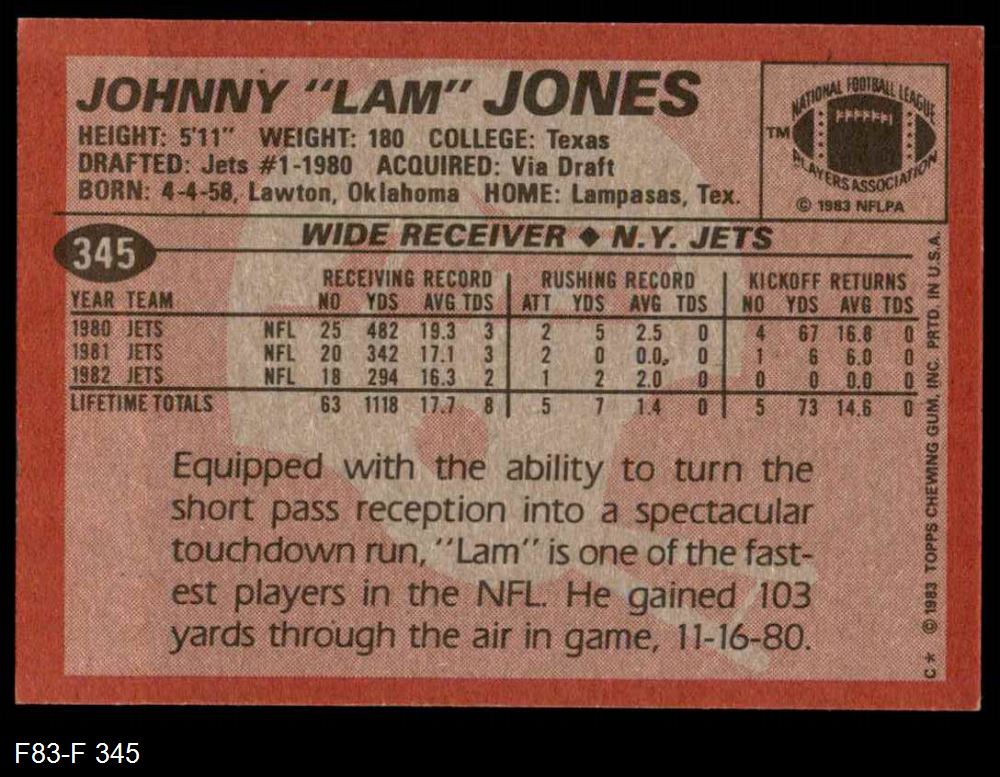 JOHNNY "LAM" JONES
HEIGHT: 5'11" WEIGHT: 180 COLLEGE: Texas
DRAFTED: Jets #1-1980 ACQUIRED: Via Draft
BORN: 4-4-58, Lawton, Oklahoma HOME: Lampasas, Tex.
NATIONAL FOOTBALL LEAGUE
TM
PLAYERS ASSOCIATION
© 1983 NFLPA
345
WIDE RECEIVER ◆ N.Y. JETS
RECEIVING RECORD RUSHING RECORD KICKOFF RETURNS
YEAR TEAM NO YDS AVG TDS ATT YDS AVG TDS NO YDS AVG TDS
1980 JETS NFL 25 482 19.3 3 2 5 2.5 0 4 67 16.8 0
1981 JETS NFL 20 342 17.1 3 2 0 0.0 0 1 6 6.0 0
1982 JETS NFL 18 294 16.3 2 1 2 2.0 0 0 0 0.0 0
LIFETIME TOTALS 63 1118 17.7 8 5 7 1.4 0 5 73 14.6 0
Equipped with the ability to turn the
short pass reception into a spectacular
touchdown run, "Lam" is one of the fast-
est players in the NFL. He gained 103
yards through the air in game, 11-16-80.
C* © 1983 TOPPS CHEWING GUM, INC. PRTD. IN U.S.A.
F83-F 345